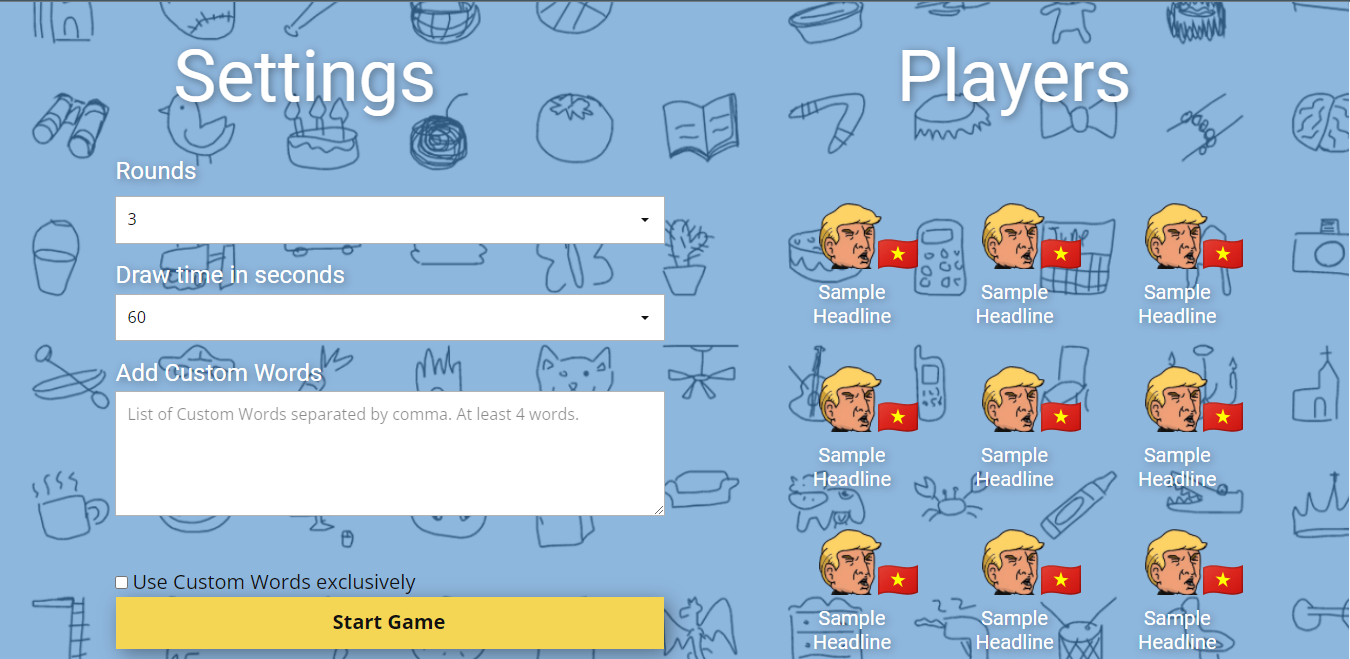 Settings
Players
Rounds
3
Draw time in seconds
60
Add Custom Words
List of Custom Words separated by comma. At least 4 words.
Use Custom Words exclusively
Start Game
June
Sample
Headline
Sample
Headline
Sample
Headline
Sample
Headline
Sample
Headline
Sample
Headline
Sample
Headline
Sample
Headline
Sample
Headline